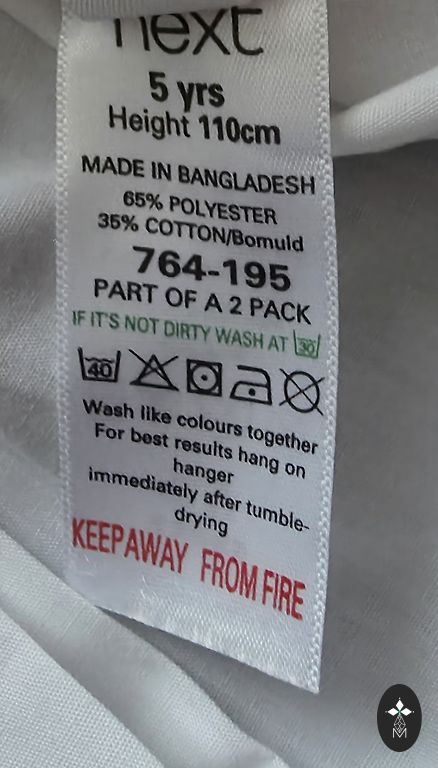 next
5 yrs
Height 110cm
MADE IN BANGLADESH
65% POLYESTER
35% COTTON/Bomuld
764-195
PART OF A 2 PACK
IF IT'S NOT DIRTY WASH AT 30
40
Wash like colours together
For best results hang on
hanger
immediately after tumble-
drying
KEEP AWAY FROM FIRE
M